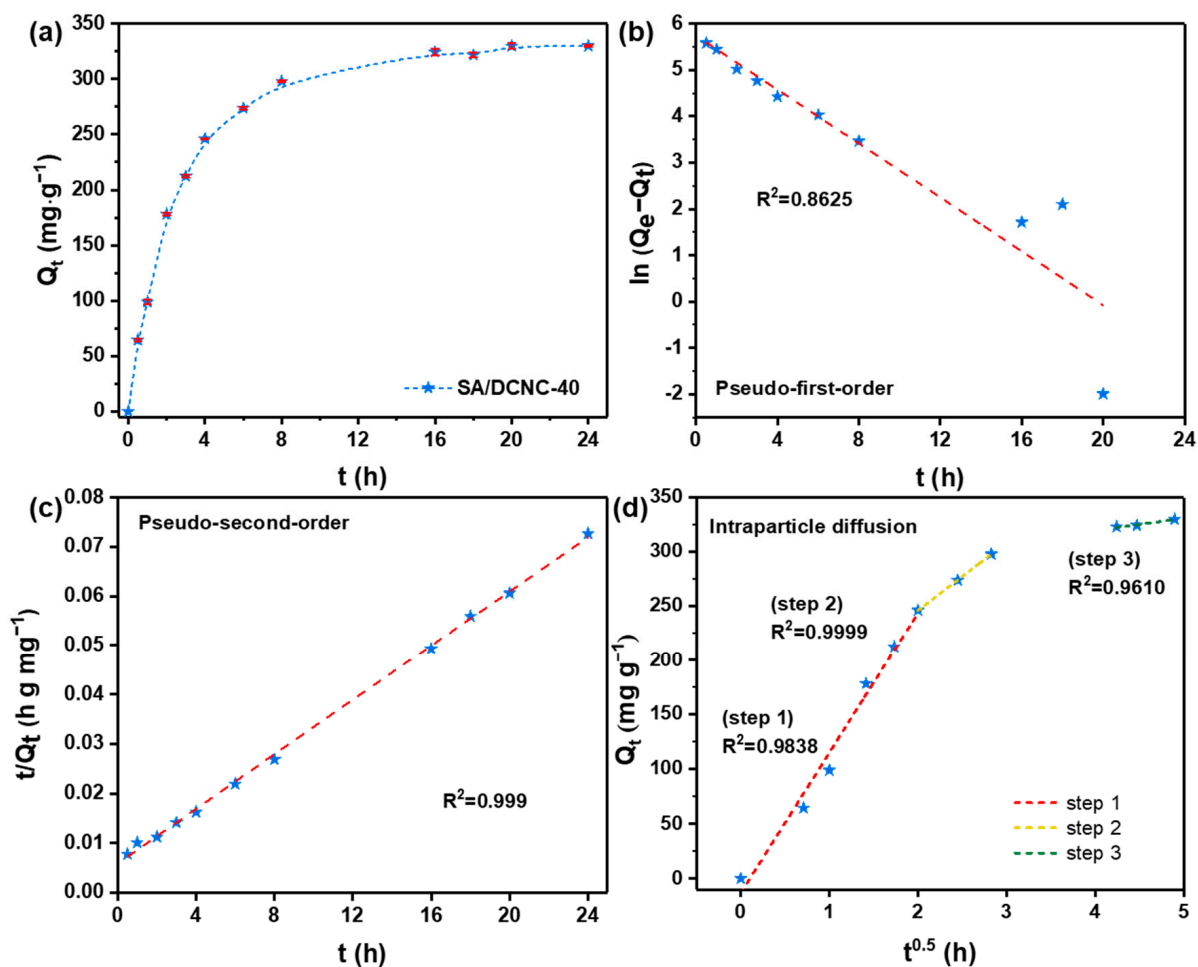 (a)
350
300
250
200
150
100
50
0
Qt (mg·g⁻¹)
SA/DCNC-40
0 4 8 12 16 20 24
t (h)
(b)
6
5
4
3
2
1
0
-1
-2
ln (Qe−Qt)
R²=0.8625
Pseudo-first-order
0 4 8 12 16 20 24
t (h)
(c)
Pseudo-second-order
0.08
0.07
0.06
0.05
0.04
0.03
0.02
0.01
0.00
t/Qt (h g mg⁻¹)
R²=0.999
0 4 8 12 16 20 24
t (h)
(d)
Intraparticle diffusion
350
300
250
200
150
100
50
0
Qt (mg g⁻¹)
(step 3)
R²=0.9610
(step 2)
R²=0.9999
(step 1)
R²=0.9838
step 1
step 2
step 3
0 1 2 3 4 5
t⁰·⁵ (h)